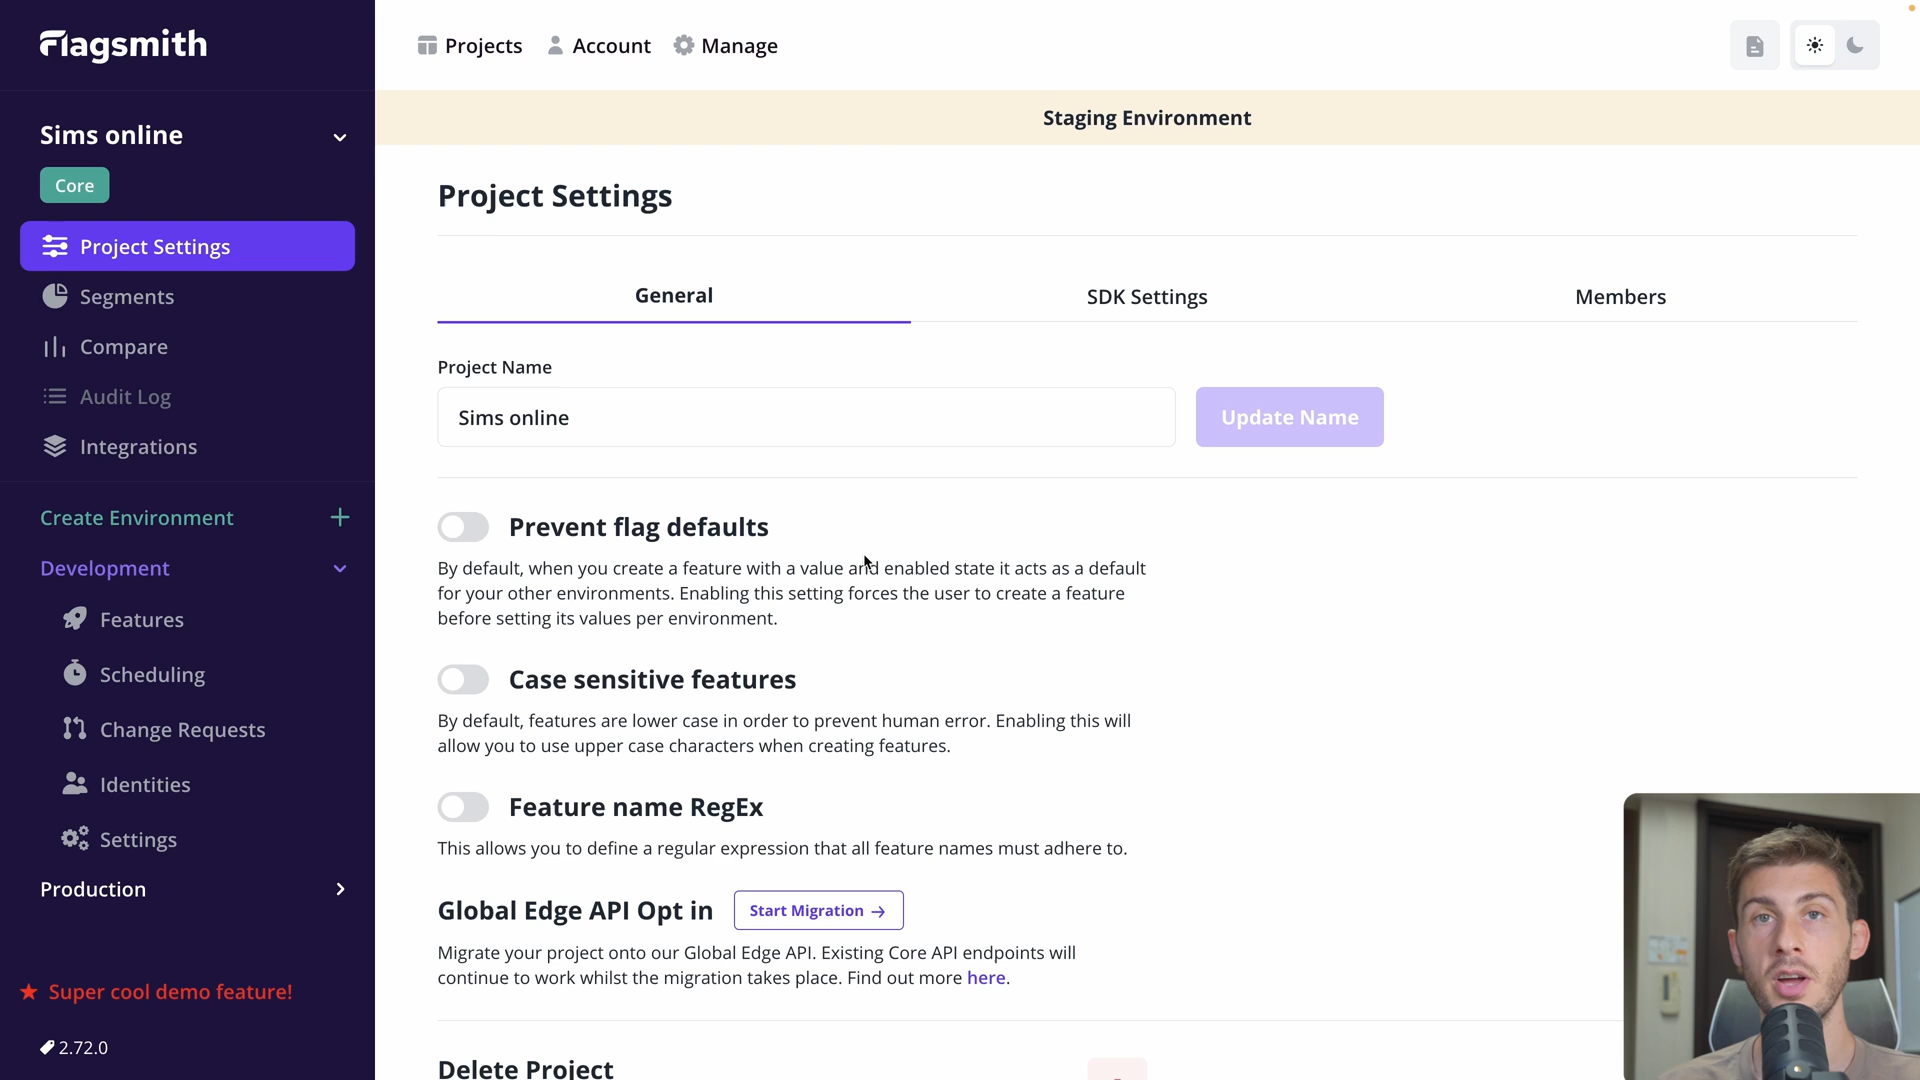 Flagsmith
Projects
Account
Manage
Staging Environment
Sims online
Core
Project Settings
Segments
Compare
Audit Log
Integrations
Create Environment
Development
Features
Scheduling
Change Requests
Identities
Settings
Production
Super cool demo feature!
2.72.0
Project Settings
General
SDK Settings
Members
Project Name
Sims online
Update Name
Prevent flag defaults
By default, when you create a feature with a value and enabled state it acts as a default
for your other environments. Enabling this setting forces the user to create a feature
before setting its values per environment.
Case sensitive features
By default, features are lower case in order to prevent human error. Enabling this will
allow you to use upper case characters when creating features.
Feature name RegEx
This allows you to define a regular expression that all feature names must adhere to.
Global Edge API Opt in
Start Migration →
Migrate your project onto our Global Edge API. Existing Core API endpoints will
continue to work whilst the migration takes place. Find out more here.
Delete Project